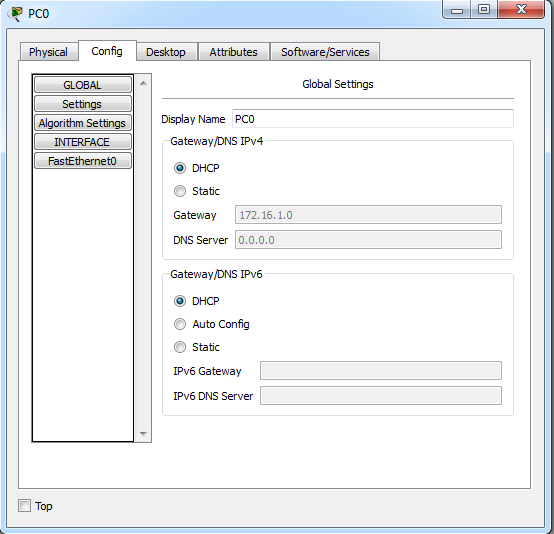 PC0
Physical Config Desktop Attributes Software/Services
GLOBAL
Settings
Algorithm Settings
INTERFACE
FastEthernet0
Global Settings
Display Name PC0
Gateway/DNS IPv4
DHCP
Static
Gateway 172.16.1.0
DNS Server 0.0.0.0
Gateway/DNS IPv6
DHCP
Auto Config
Static
IPv6 Gateway
IPv6 DNS Server
Top